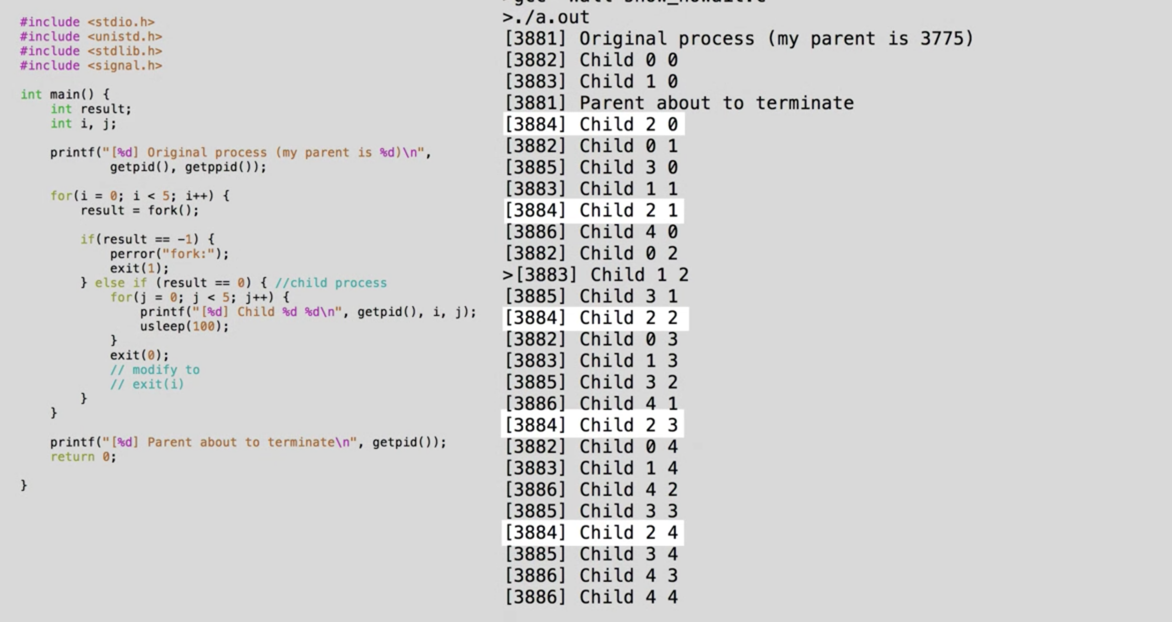 #include <stdio.h>
#include <unistd.h>
#include <stdlib.h>
#include <signal.h>

int main() {
    int result;
    int i, j;

    printf("[%d] Original process (my parent is %d)\n",
            getpid(), getppid());

    for(i = 0; i < 5; i++) {
        result = fork();

        if(result == -1) {
            perror("fork:");
            exit(1);
        } else if (result == 0) { //child process
            for(j = 0; j < 5; j++) {
                printf("[%d] Child %d %d\n", getpid(), i, j);
                usleep(100);
            }
            exit(0);
            // modify to
            // exit(i)
        }
    }

    printf("[%d] Parent about to terminate\n", getpid());
    return 0;

}

>./a.out
[3881] Original process (my parent is 3775)
[3882] Child 0 0
[3883] Child 1 0
[3881] Parent about to terminate
[3884] Child 2 0
[3882] Child 0 1
[3885] Child 3 0
[3883] Child 1 1
[3884] Child 2 1
[3886] Child 4 0
[3882] Child 0 2
>[3883] Child 1 2
[3885] Child 3 1
[3884] Child 2 2
[3882] Child 0 3
[3883] Child 1 3
[3885] Child 3 2
[3886] Child 4 1
[3884] Child 2 3
[3882] Child 0 4
[3883] Child 1 4
[3886] Child 4 2
[3885] Child 3 3
[3884] Child 2 4
[3885] Child 3 4
[3886] Child 4 3
[3886] Child 4 4